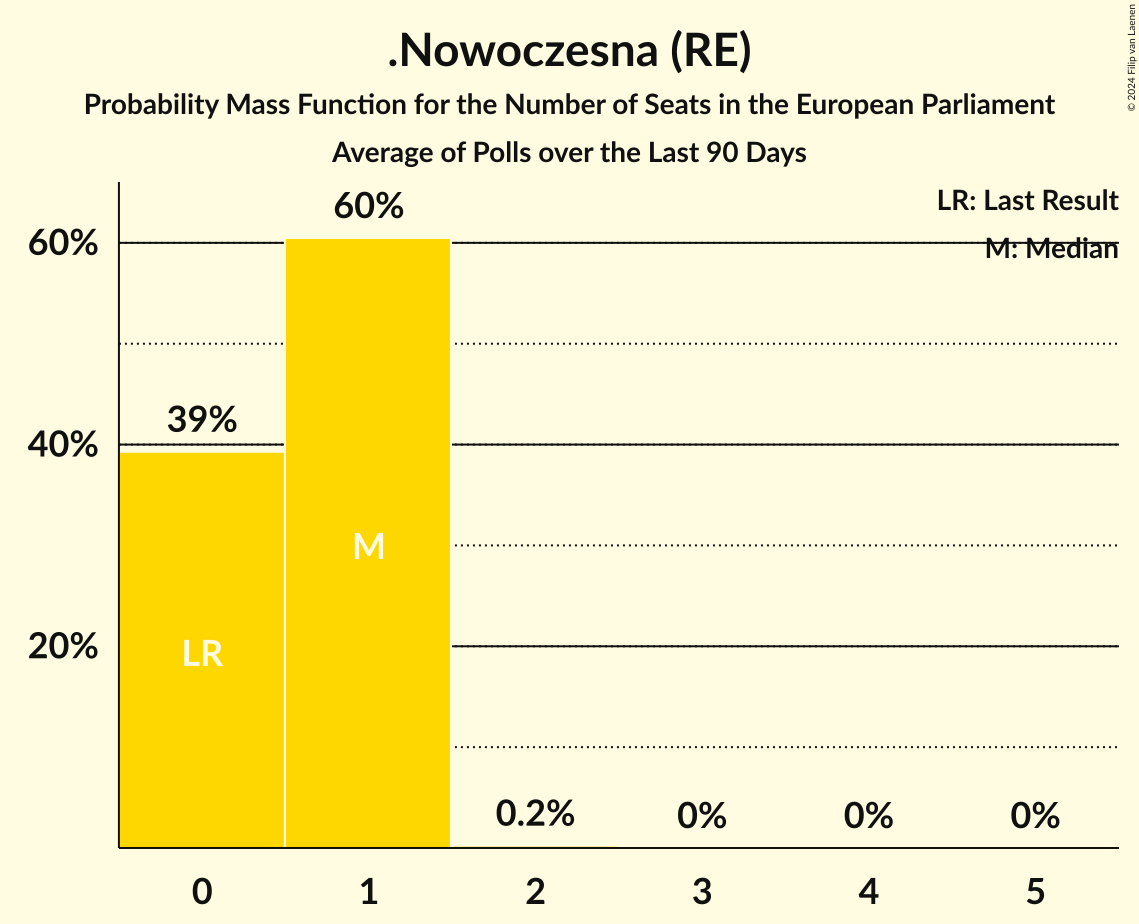 .Nowoczesna (RE)
Probability Mass Function for the Number of Seats in the European Parliament
Average of Polls over the Last 90 Days
© 2024 Filip van Laenen
LR: Last Result
M: Median
60%
40%
20%
39%
60%
0.2%
0%
0%
0%
LR
M
0
1
2
3
4
5